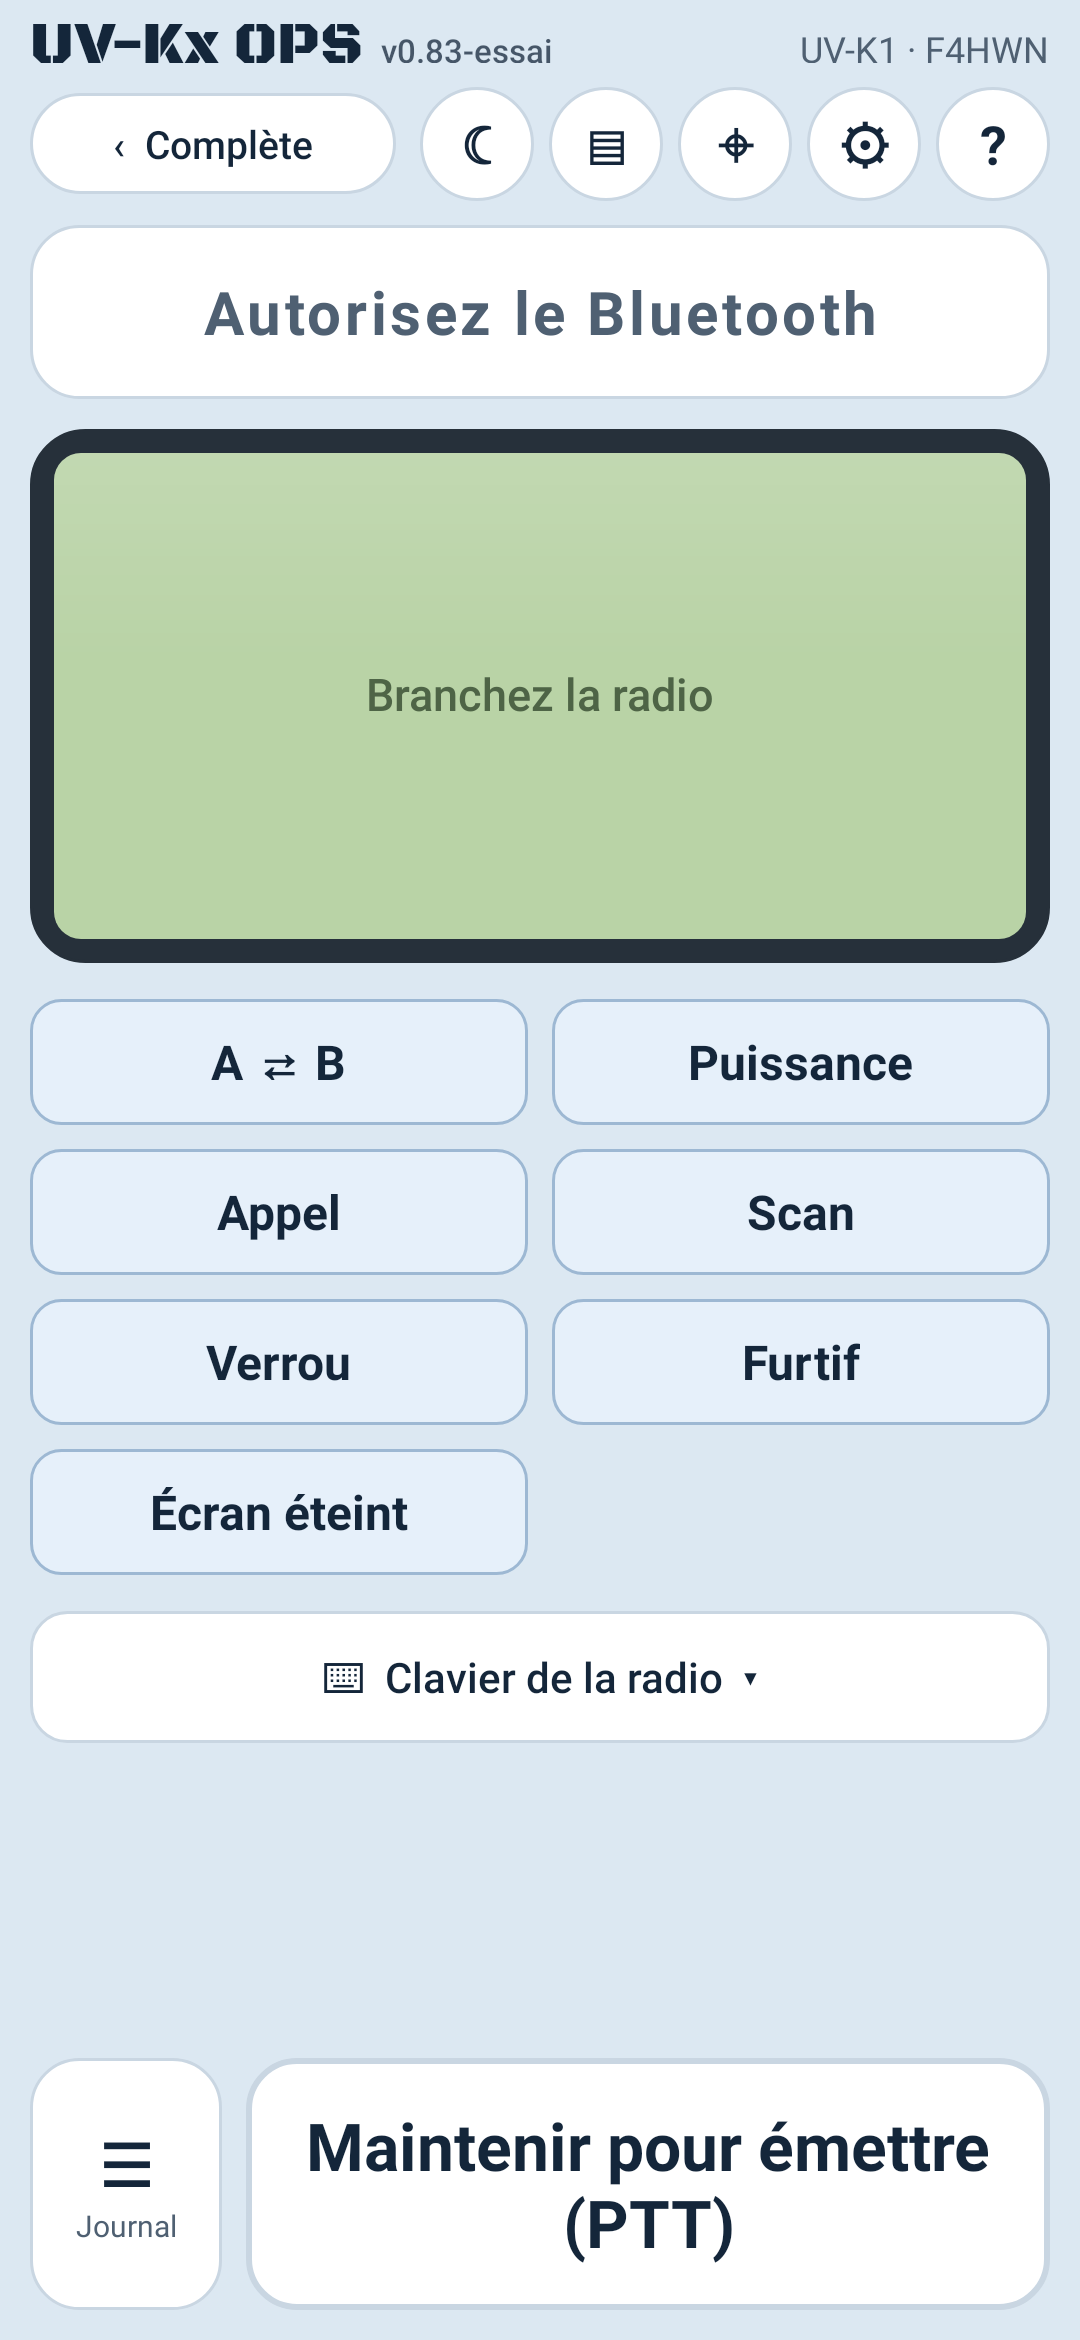 UV-Kx OPS v0.83-essai UV-K1 · F4HWN
‹ Complète ?
Autorisez le Bluetooth
Branchez la radio
A ⇄ B Puissance
Appel Scan
Verrou Furtif
Écran éteint
Clavier de la radio ▾
Maintenir pour émettre
(PTT)
Journal